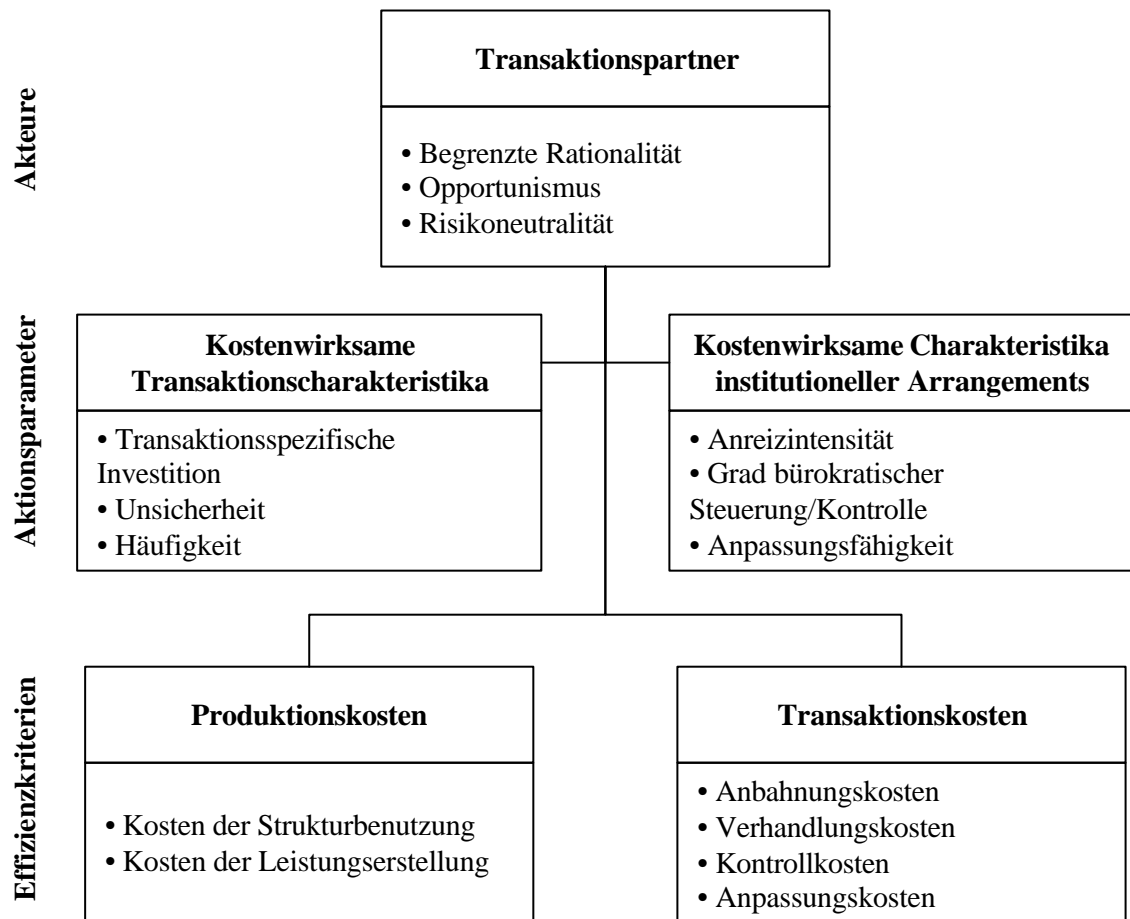 Akteure
Transaktionspartner
• Begrenzte Rationalität
• Opportunismus
• Risikoneutralität
Aktionsparameter
Kostenwirksame
Transaktionscharakteristika
• Transaktionsspezifische
Investition
• Unsicherheit
• Häufigkeit
Kostenwirksame Charakteristika
institutioneller Arrangements
• Anreizintensität
• Grad bürokratischer
Steuerung/Kontrolle
• Anpassungsfähigkeit
Effizienzkriterien
Produktionskosten
• Kosten der Strukturbenutzung
• Kosten der Leistungserstellung
Transaktionskosten
• Anbahnungskosten
• Verhandlungskosten
• Kontrollkosten
• Anpassungskosten